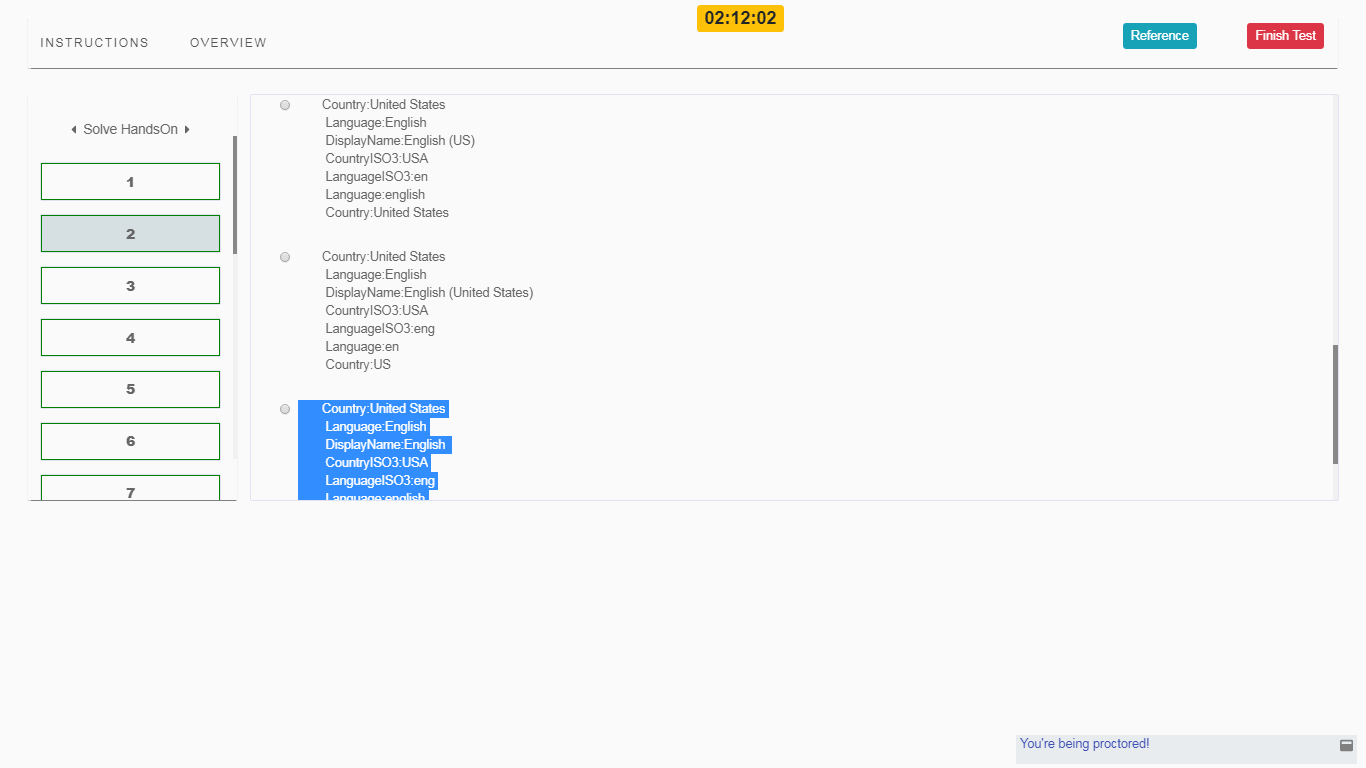 02:12:02
INSTRUCTIONS
OVERVIEW
Reference
Finish Test
Solve HandsOn
1
2
3
4
5
6
7
Country:United States
Language:English
DisplayName:English (US)
CountryISO3:USA
LanguageISO3:en
Language:english
Country:United States
Country:United States
Language:English
DisplayName:English (United States)
CountryISO3:USA
LanguageISO3:eng
Language:en
Country:US
Country:United States
Language:English
DisplayName:English
CountryISO3:USA
LanguageISO3:eng
Language:english
You're being proctored!